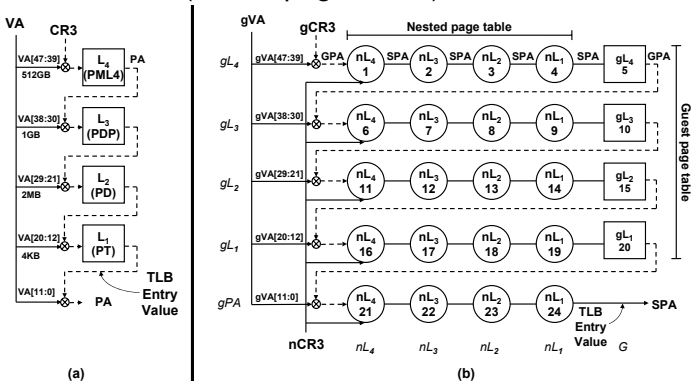 VA
CR3
VA[47:39]
512GB
L4
(PML4)
PA
VA[38:30]
1GB
L3
(PDP)
VA[29:21]
2MB
L2
(PD)
VA[20:12]
4KB
L1
(PT)
TLB
Entry
Value
VA[11:0]
PA
(a)
gVA
gCR3
Nested page table
gL4
gVA[47:39]
GPA
nL4
1
SPA
nL3
2
SPA
nL2
3
SPA
nL1
4
SPA
gL4
5
GPA
gL3
gVA[38:30]
nL4
6
nL3
7
nL2
8
nL1
9
gL3
10
gL2
gVA[29:21]
nL4
11
nL3
12
nL2
13
nL1
14
gL2
15
gL1
gVA[20:12]
nL4
16
nL3
17
nL2
18
nL1
19
gL1
20
Guest page table
gPA
gVA[11:0]
nL4
21
nL3
22
nL2
23
nL1
24
TLB
Entry
Value
SPA
nCR3
nL4
nL3
nL2
nL1
G
(b)